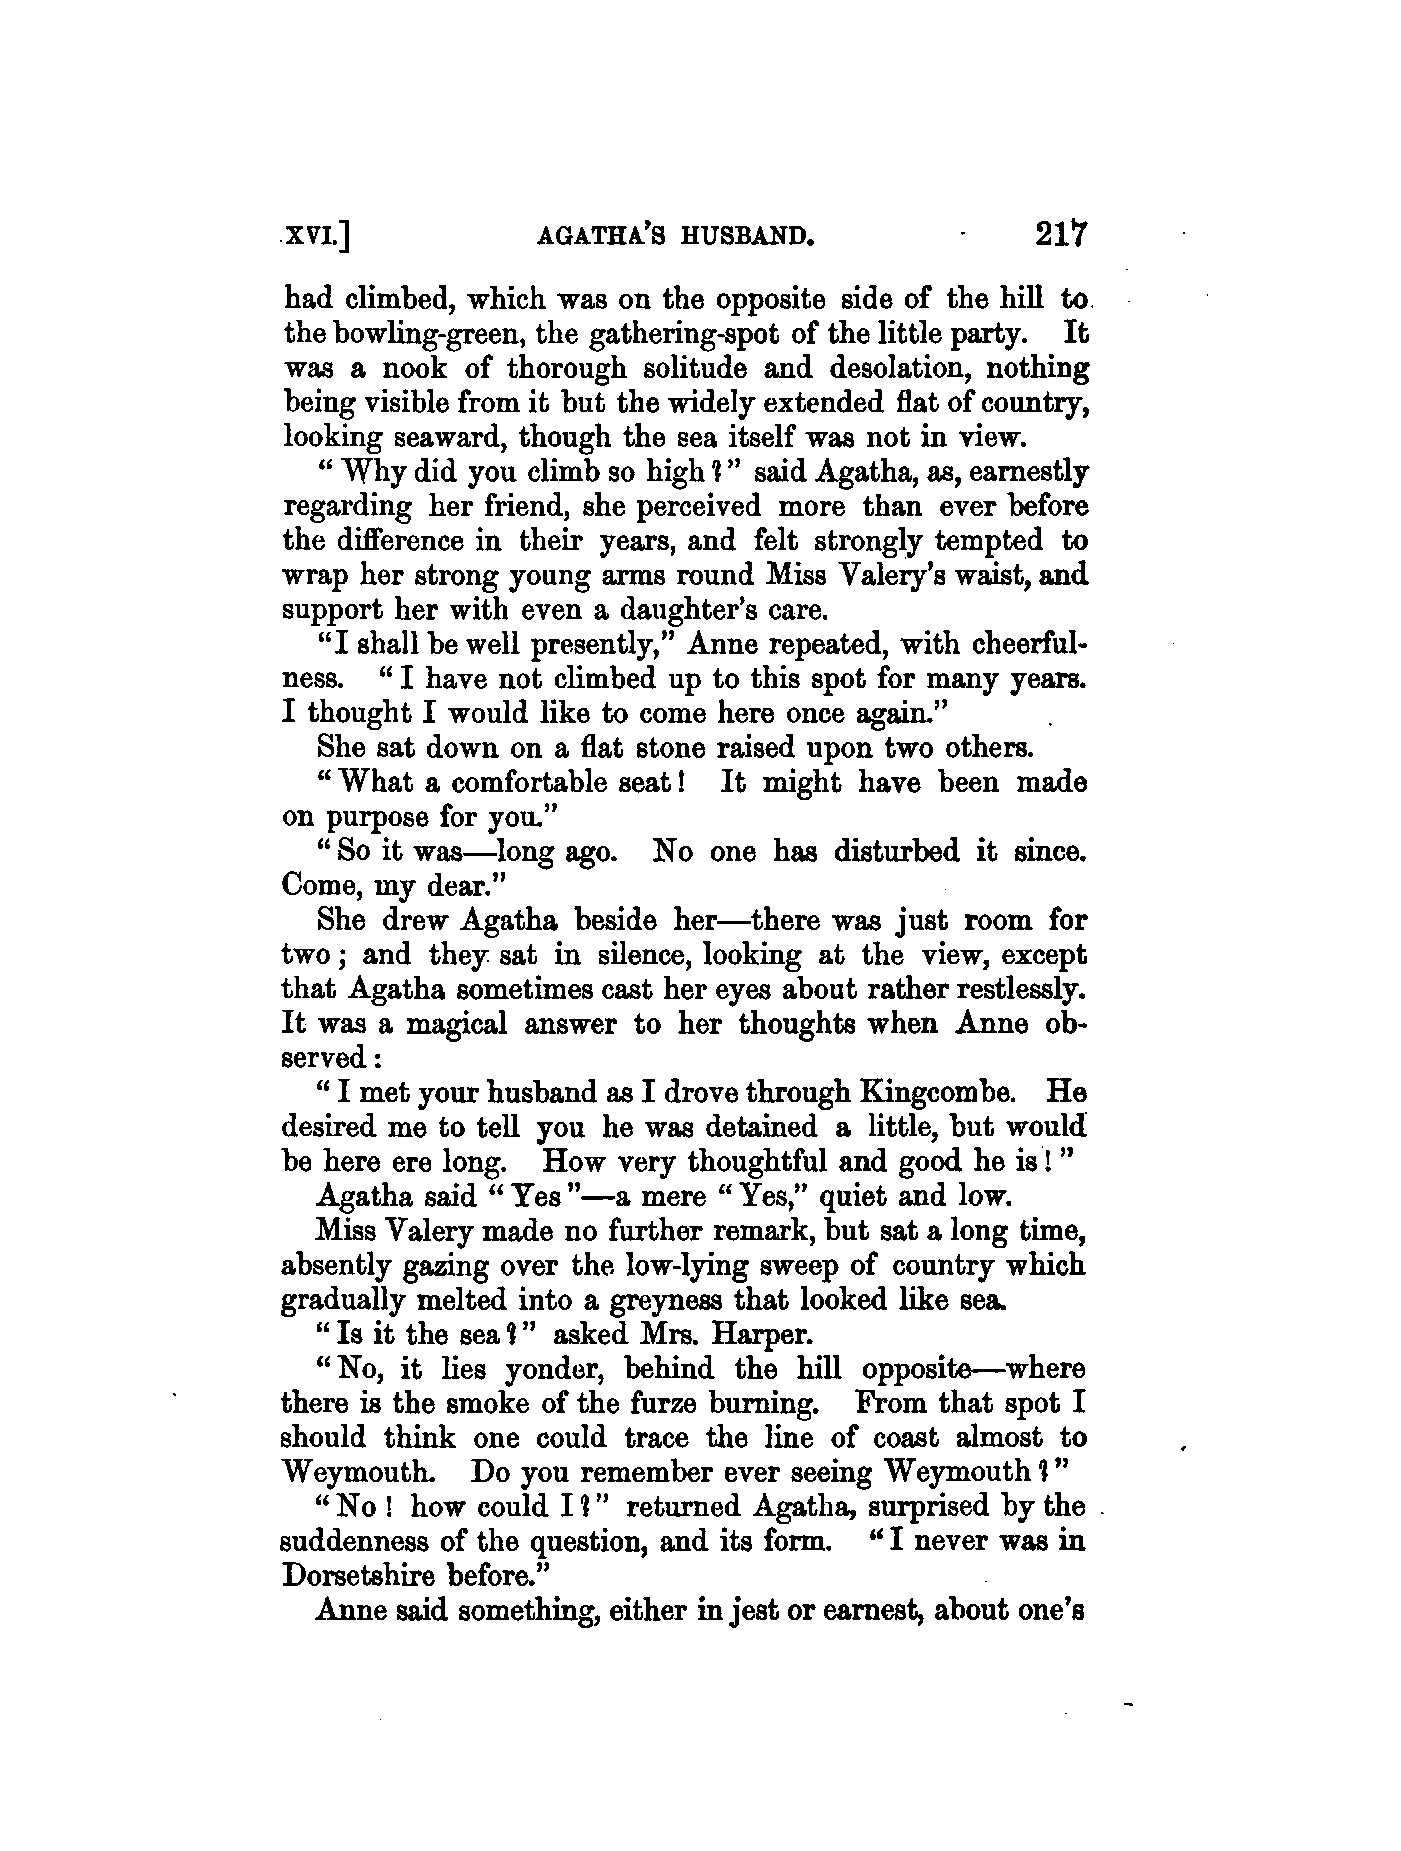 XVI.] AGATHA'S HUSBAND. 217
had climbed, which was on the opposite side of the hill to
the bowling-green, the gathering-spot of the little party. It
was a nook of thorough solitude and desolation, nothing
being visible from it but the widely extended flat of country,
looking seaward, though the sea itself was not in view.
"Why did you climb so high?" said Agatha, as, earnestly
regarding her friend, she perceived more than ever before
the difference in their years, and felt strongly tempted to
wrap her strong young arms round Miss Valery's waist, and
support her with even a daughter's care.
"I shall be well presently," Anne repeated, with cheerful-
ness. "I have not climbed up to this spot for many years.
I thought I would like to come here once again."
She sat down on a flat stone raised upon two others.
"What a comfortable seat! It might have been made
on purpose for you."
"So it was—long ago. No one has disturbed it since.
Come, my dear."
She drew Agatha beside her—there was just room for
two; and they sat in silence, looking at the view, except
that Agatha sometimes cast her eyes about rather restlessly.
It was a magical answer to her thoughts when Anne ob-
served:
"I met your husband as I drove through Kingcombe. He
desired me to tell you he was detained a little, but would
be here ere long. How very thoughtful and good he is!"
Agatha said "Yes"—a mere "Yes," quiet and low.
Miss Valery made no further remark, but sat a long time,
absently gazing over the low-lying sweep of country which
gradually melted into a greyness that looked like sea.
"Is it the sea?" asked Mrs. Harper.
"No, it lies yonder, behind the hill opposite—where
there is the smoke of the furze burning. From that spot I
should think one could trace the line of coast almost to
Weymouth. Do you remember ever seeing Weymouth?"
"No! how could I?" returned Agatha, surprised by the
suddenness of the question, and its form. "I never was in
Dorsetshire before."
Anne said something, either in jest or earnest, about one's